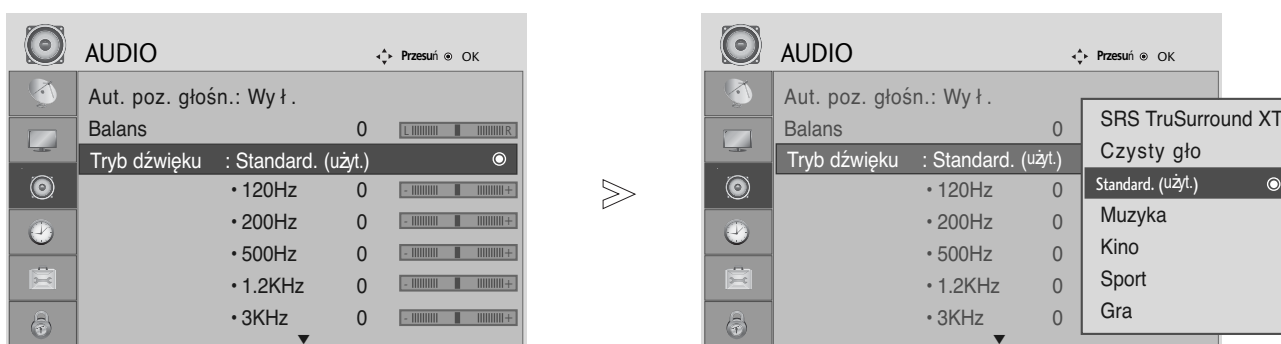 AUDIO
Przesuń OK
Aut. poz. głośn.: Wy ł .
Balans 0 L R
Tryb dźwięku : Standard. (użyt.)
• 120Hz 0 - +
• 200Hz 0 - +
• 500Hz 0 - +
• 1.2KHz 0 - +
• 3KHz 0 - +
AUDIO
Przesuń OK
Aut. poz. głośn.: Wy ł .
Balans 0
Tryb dźwięku : Standard. (użyt.)
• 120Hz 0
• 200Hz 0
• 500Hz 0
• 1.2KHz 0
• 3KHz 0
SRS TruSurround XT
Czysty gło
Standard. (użyt.)
Muzyka
Kino
Sport
Gra